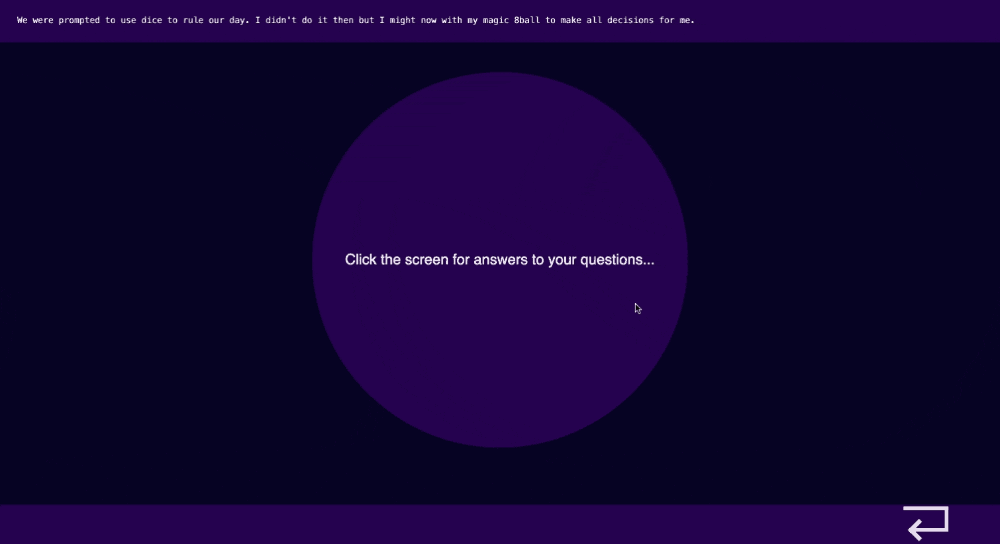 We were prompted to use dice to rule our day. I didn't do it then but I might now with my magic 8ball to make all decisions for me.
Click the screen for answers to your questions...